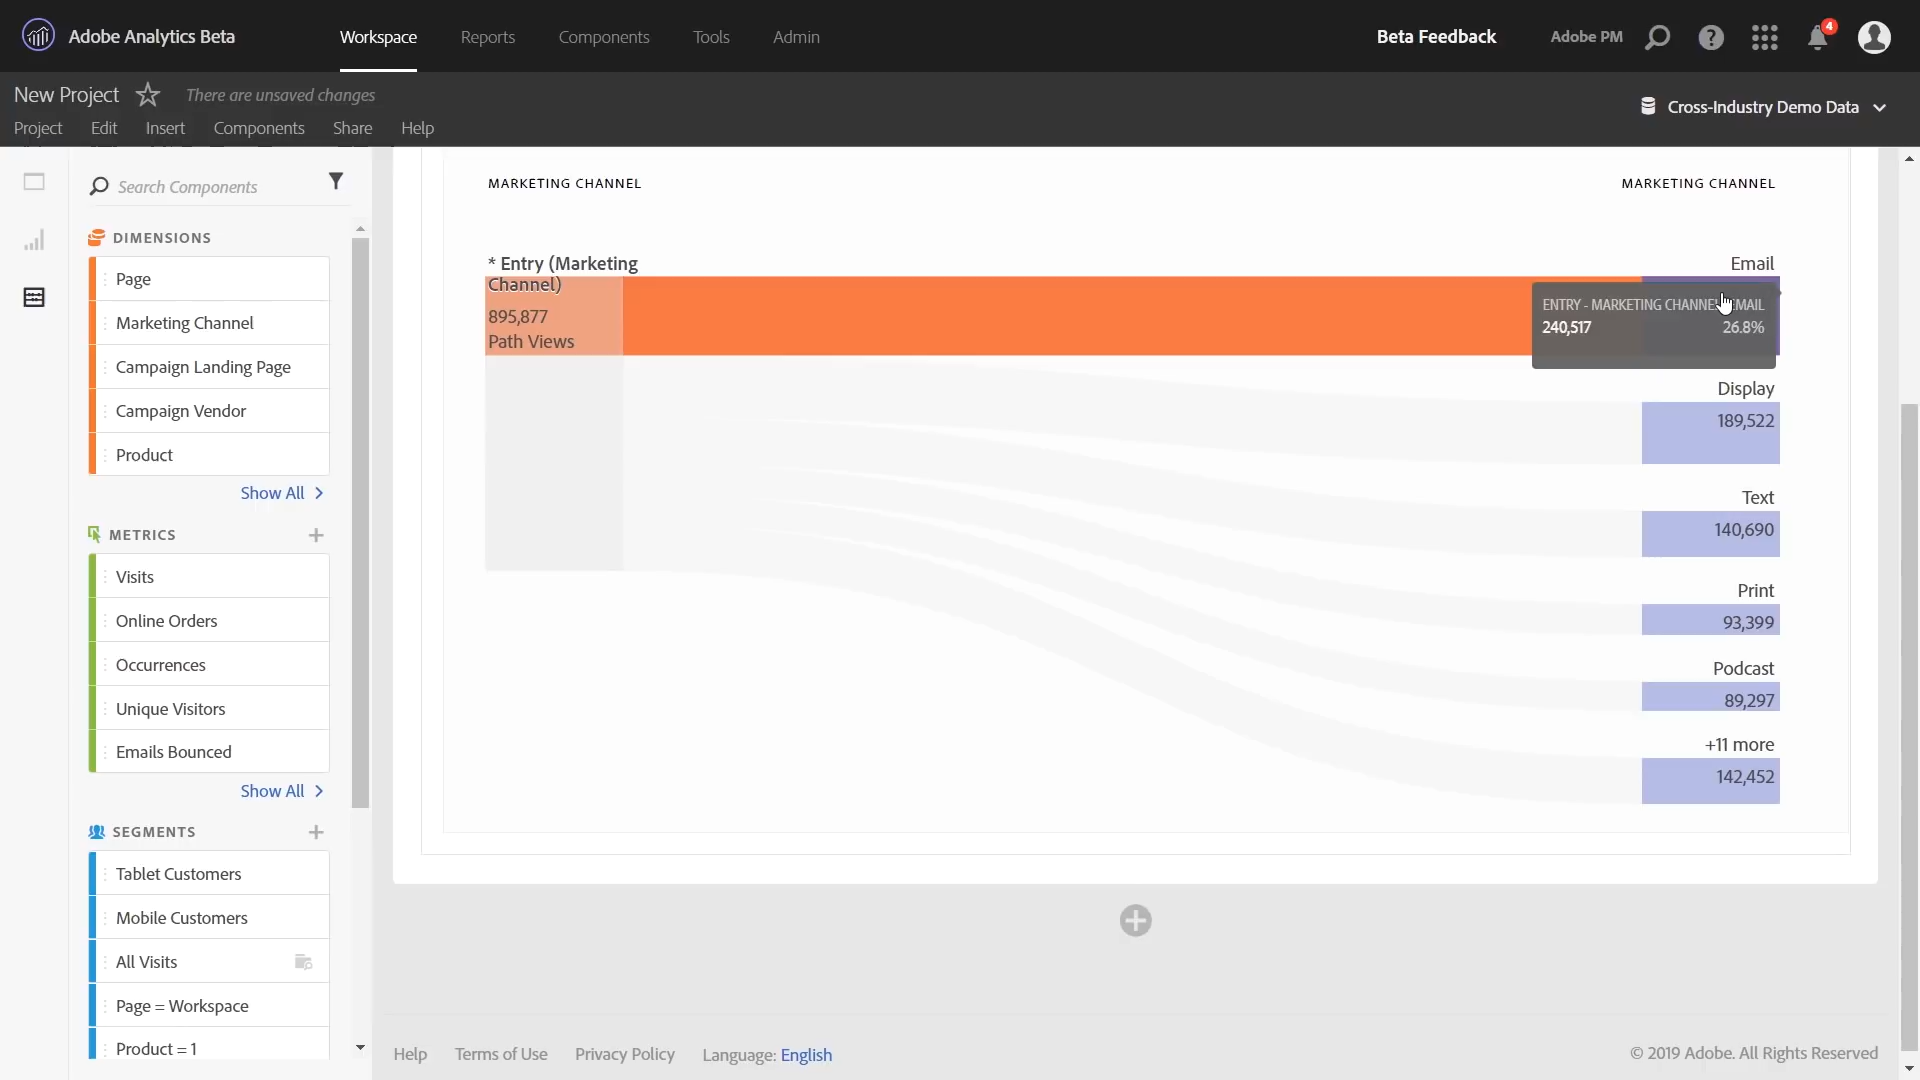 Adobe Analytics Beta
Workspace
Reports
Components
Tools
Admin
Beta Feedback
Adobe PM
4
New Project
There are unsaved changes
Cross-Industry Demo Data
Project
Edit
Insert
Components
Share
Help
Search Components
DIMENSIONS
Page
Marketing Channel
Campaign Landing Page
Campaign Vendor
Product
Show All
METRICS
Visits
Online Orders
Occurrences
Unique Visitors
Emails Bounced
Show All
SEGMENTS
Tablet Customers
Mobile Customers
All Visits
Page = Workspace
Product = 1
MARKETING CHANNEL
MARKETING CHANNEL
* Entry (Marketing
Channel)
895,877
Path Views
Email
ENTRY - MARKETING CHANNEL EMAIL
240,517
26.8%
Display
189,522
Text
140,690
Print
93,399
Podcast
89,297
+11 more
142,452
Help
Terms of Use
Privacy Policy
Language: English
© 2019 Adobe. All Rights Reserved